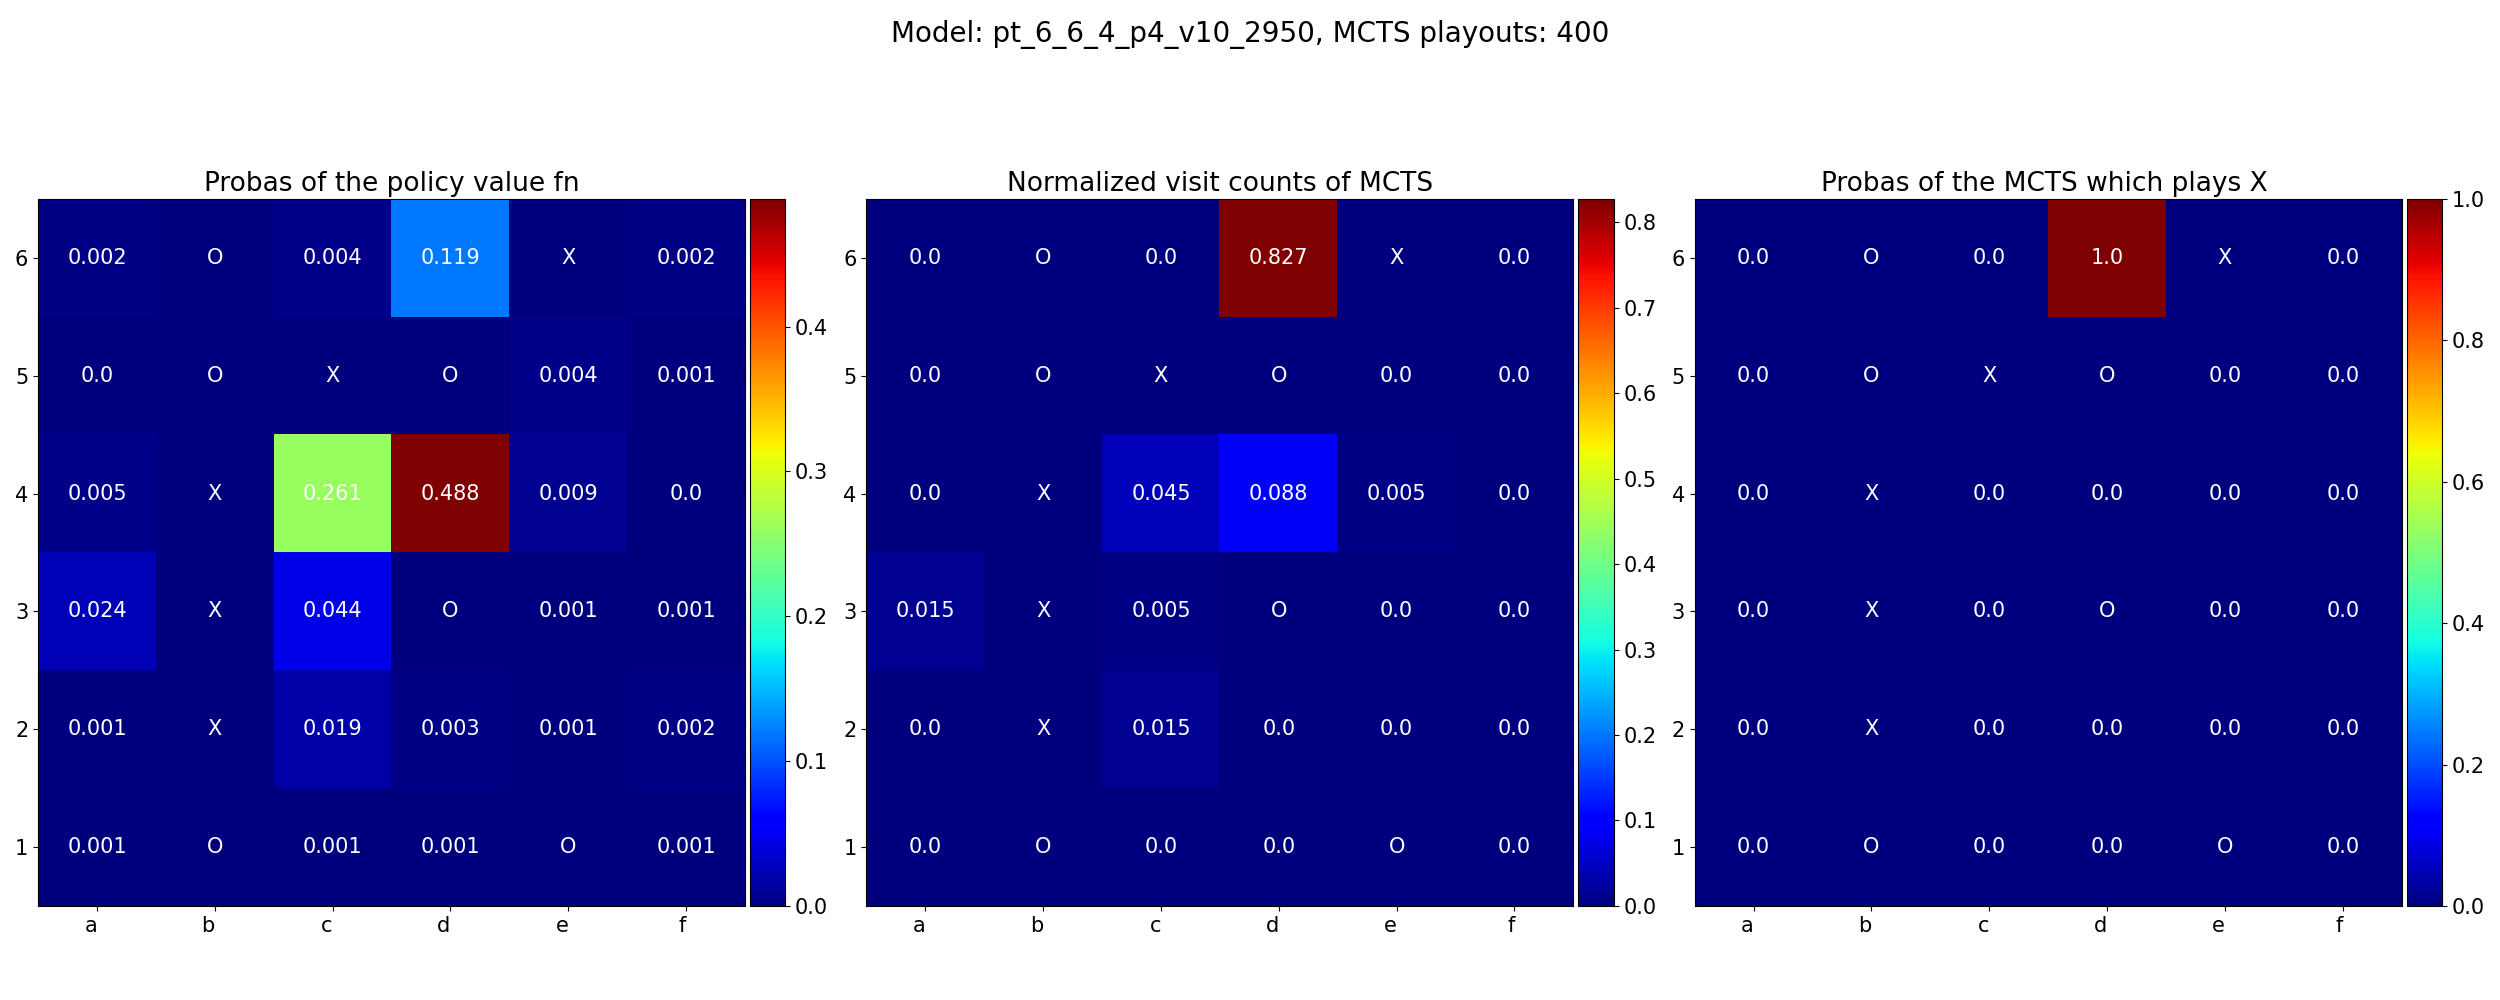 Model: pt_6_6_4_p4_v10_2950, MCTS playouts: 400
Probas of the policy value fn
6 0.002 O 0.004 0.119 X 0.002
5 0.0 O X O 0.004 0.001
4 0.005 X 0.261 0.488 0.009 0.0
3 0.024 X 0.044 O 0.001 0.001
2 0.001 X 0.019 0.003 0.001 0.002
1 0.001 O 0.001 0.001 O 0.001
a b c d e f
0.4
0.3
0.2
0.1
0.0
Normalized visit counts of MCTS
6 0.0 O 0.0 0.827 X 0.0
5 0.0 O X O 0.0 0.0
4 0.0 X 0.045 0.088 0.005 0.0
3 0.015 X 0.005 O 0.0 0.0
2 0.0 X 0.015 0.0 0.0 0.0
1 0.0 O 0.0 0.0 O 0.0
a b c d e f
0.8
0.7
0.6
0.5
0.4
0.3
0.2
0.1
0.0
Probas of the MCTS which plays X
6 0.0 O 0.0 1.0 X 0.0
5 0.0 O X O 0.0 0.0
4 0.0 X 0.0 0.0 0.0 0.0
3 0.0 X 0.0 O 0.0 0.0
2 0.0 X 0.0 0.0 0.0 0.0
1 0.0 O 0.0 0.0 O 0.0
a b c d e f
1.0
0.8
0.6
0.4
0.2
0.0